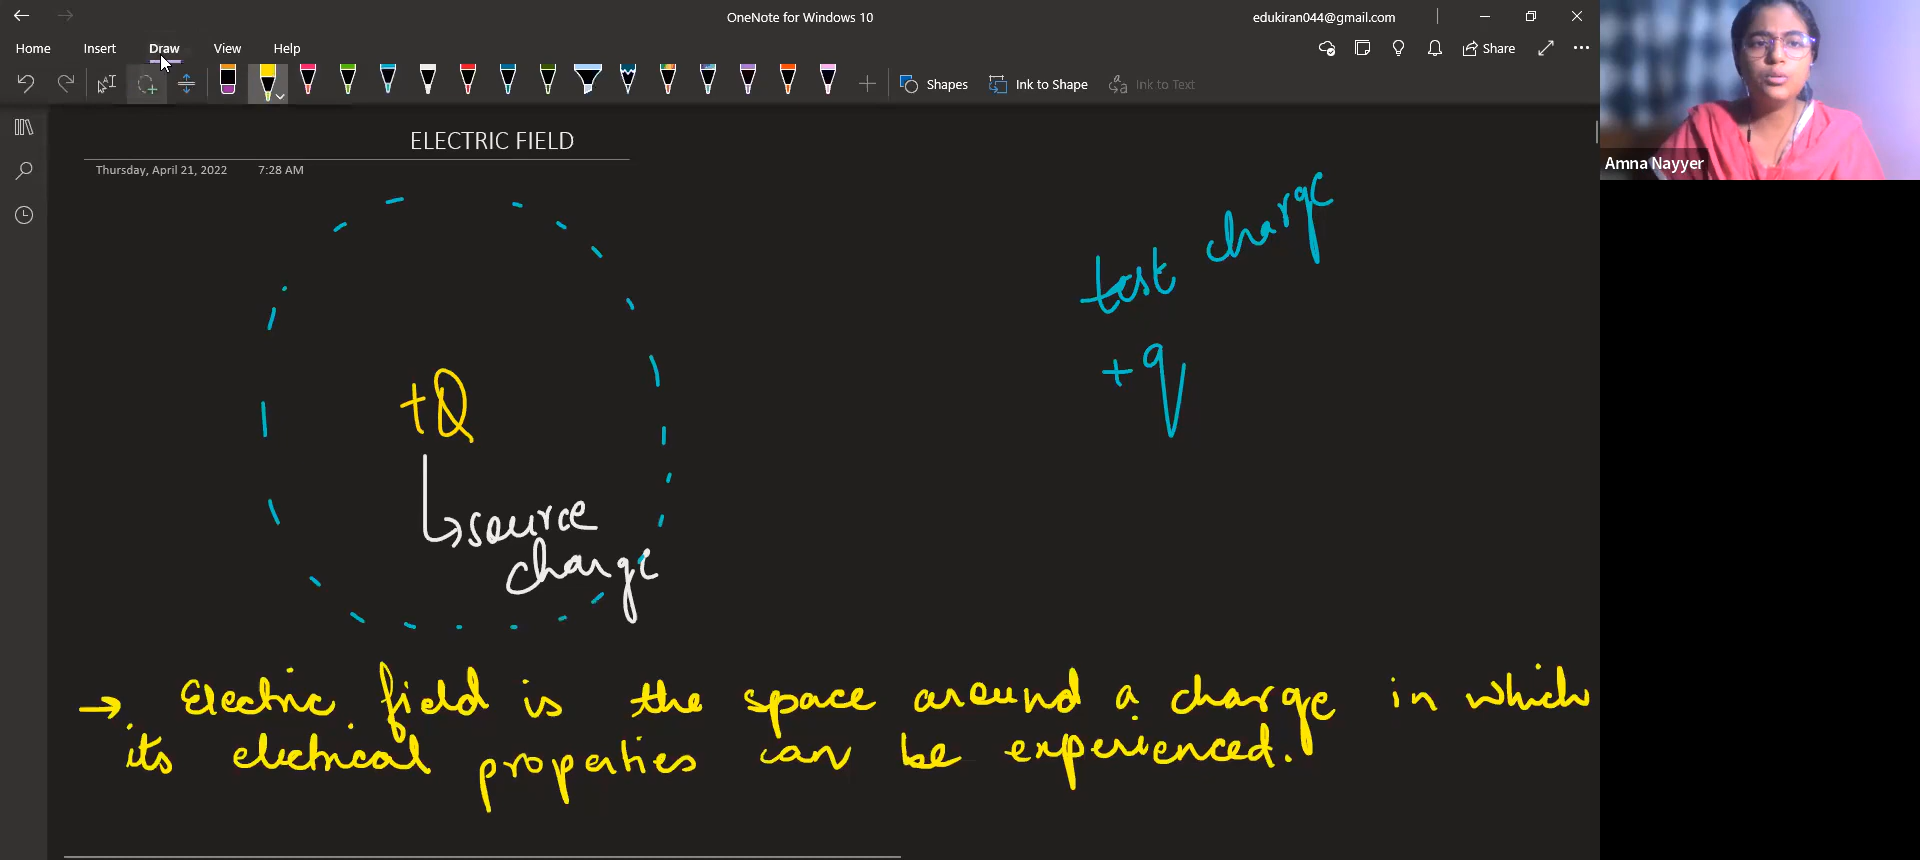 OneNote for Windows 10
edukiran044@gmail.com
Home Insert Draw View Help
Share
Shapes Ink to Shape Ink to Text
ELECTRIC FIELD
Thursday, April 21, 2022 7:28 AM
Amna Nayyer
test charge
+q
+Q
source
charge
→ Electric field is the space around a charge in which
its electrical properties can be experienced.